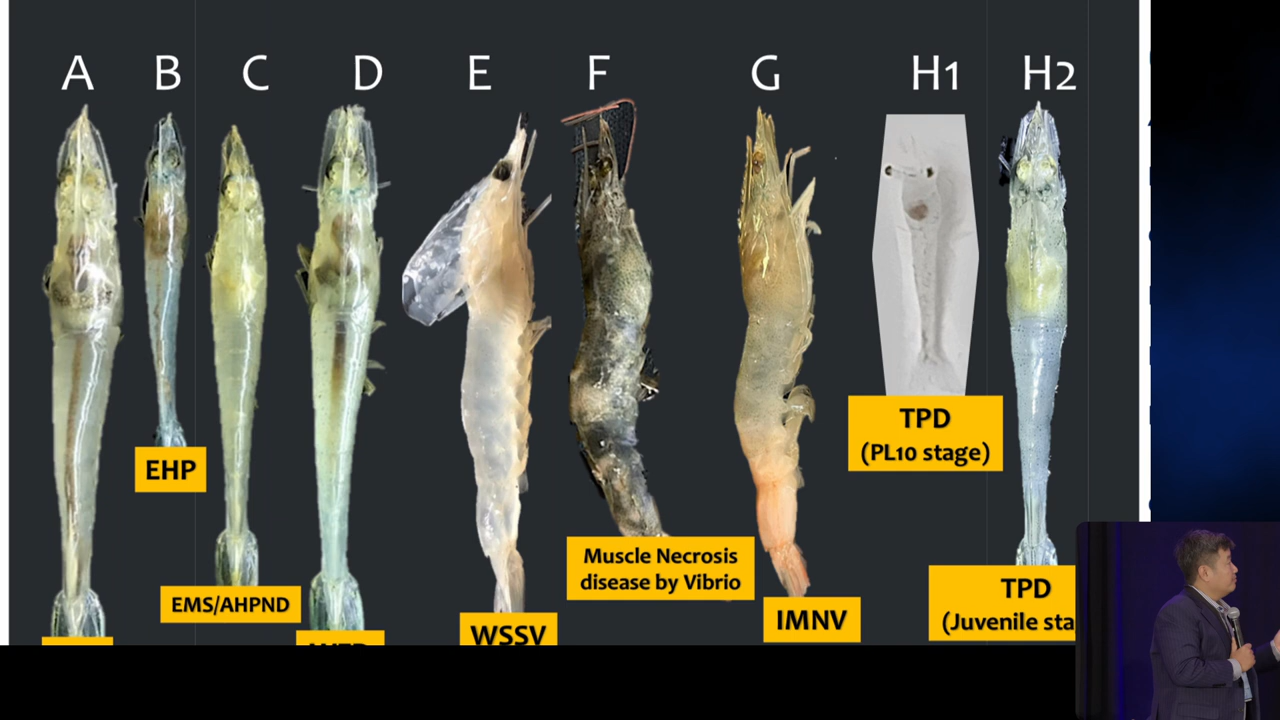 A B C D E F G H1 H2
TPD
(PL10 stage)
EHP
Muscle Necrosis
disease by Vibrio
TPD
(Juvenile sta
EMS/AHPND
IMNV
WSSV